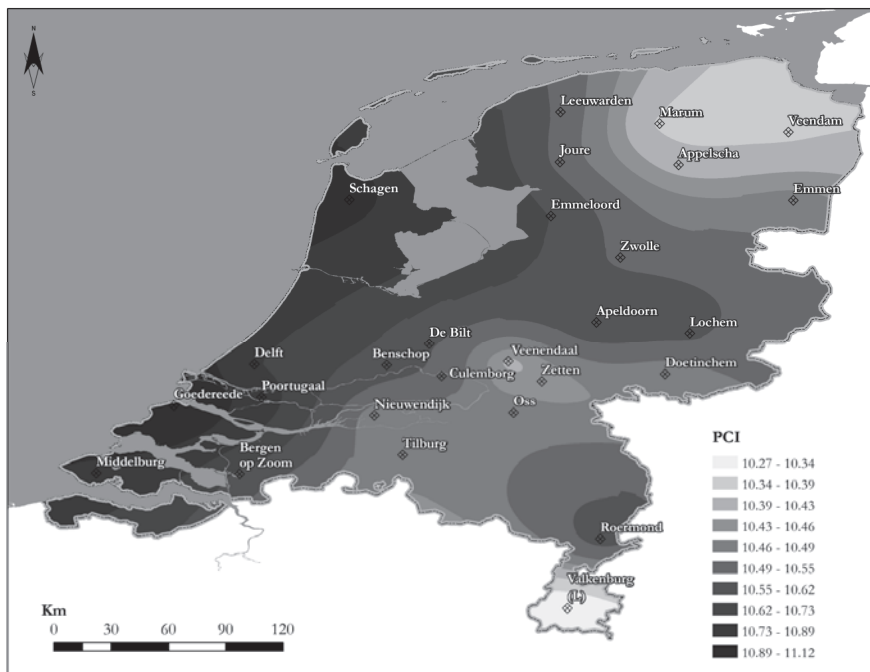 N
S
Leeuwarden
Marum
Veendam
Joure
Appelscha
Schagen
Emmen
Emmeloord
Zwolle
Apeldoorn
Lochem
De Bilt
Delft
Benschop
Veenendaal
Culemborg
Zetten
Doetinchem
Goedereede
Poortugaal
Nieuwendijk
Oss
Bergen
op Zoom
Tilburg
Middelburg
Roermond
Valkenburg
(L)
PCI
10.27 - 10.34
10.34 - 10.39
10.39 - 10.43
10.43 - 10.46
10.46 - 10.49
10.49 - 10.55
10.55 - 10.62
10.62 - 10.73
10.73 - 10.89
10.89 - 11.12
Km
0 15 30 60 90 120